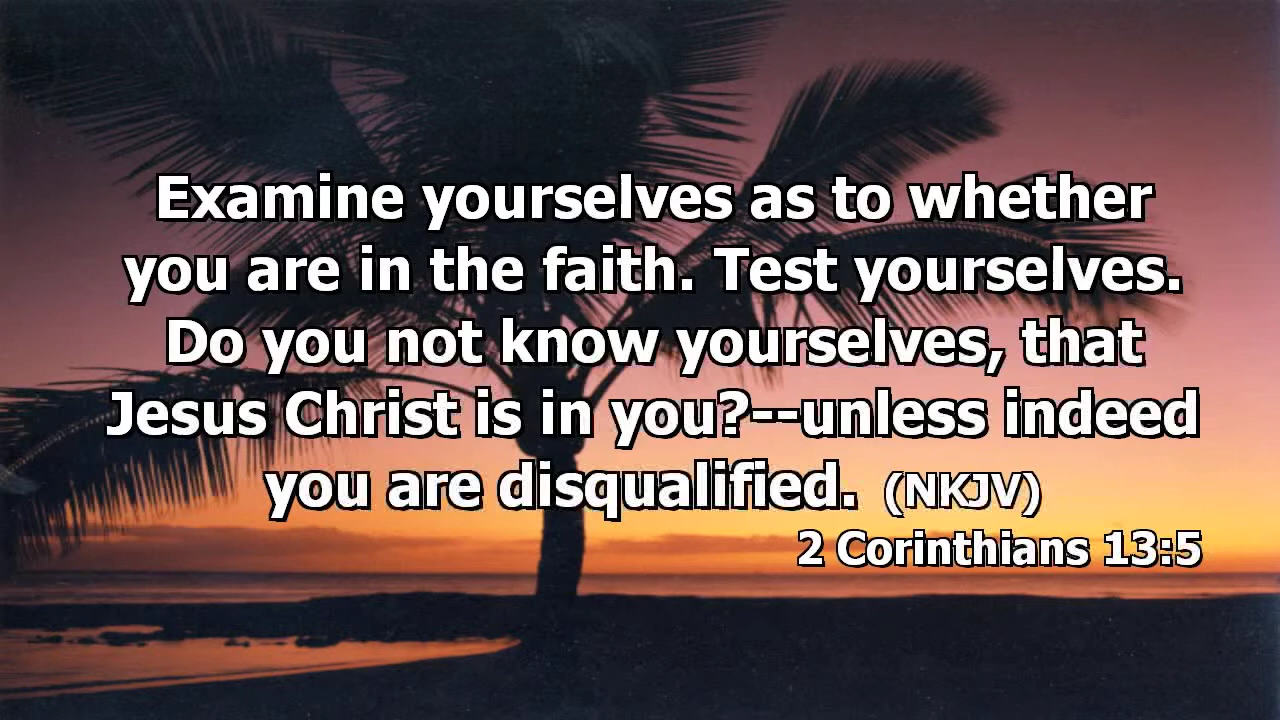 Examine yourselves as to whether
you are in the faith. Test yourselves.
Do you not know yourselves, that
Jesus Christ is in you?--unless indeed
you are disqualified. (NKJV)
2 Corinthians 13:5